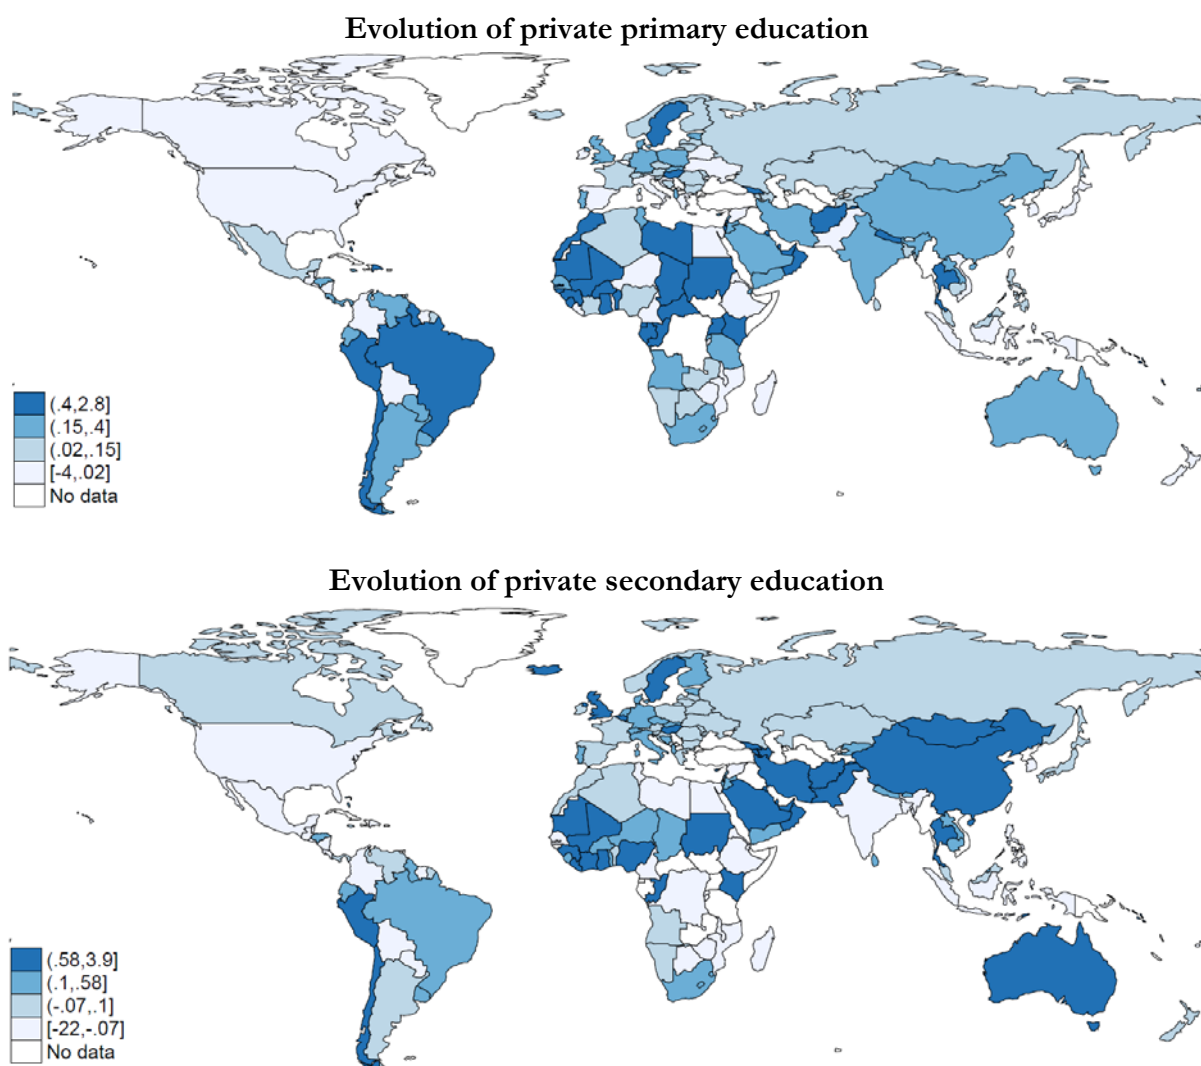 Evolution of private primary education
(.4,2.8]
(.15,.4]
(.02,.15]
[-4,.02]
No data
Evolution of private secondary education
(.58,3.9]
(.1,.58]
(-.07,.1]
[-22,-.07]
No data